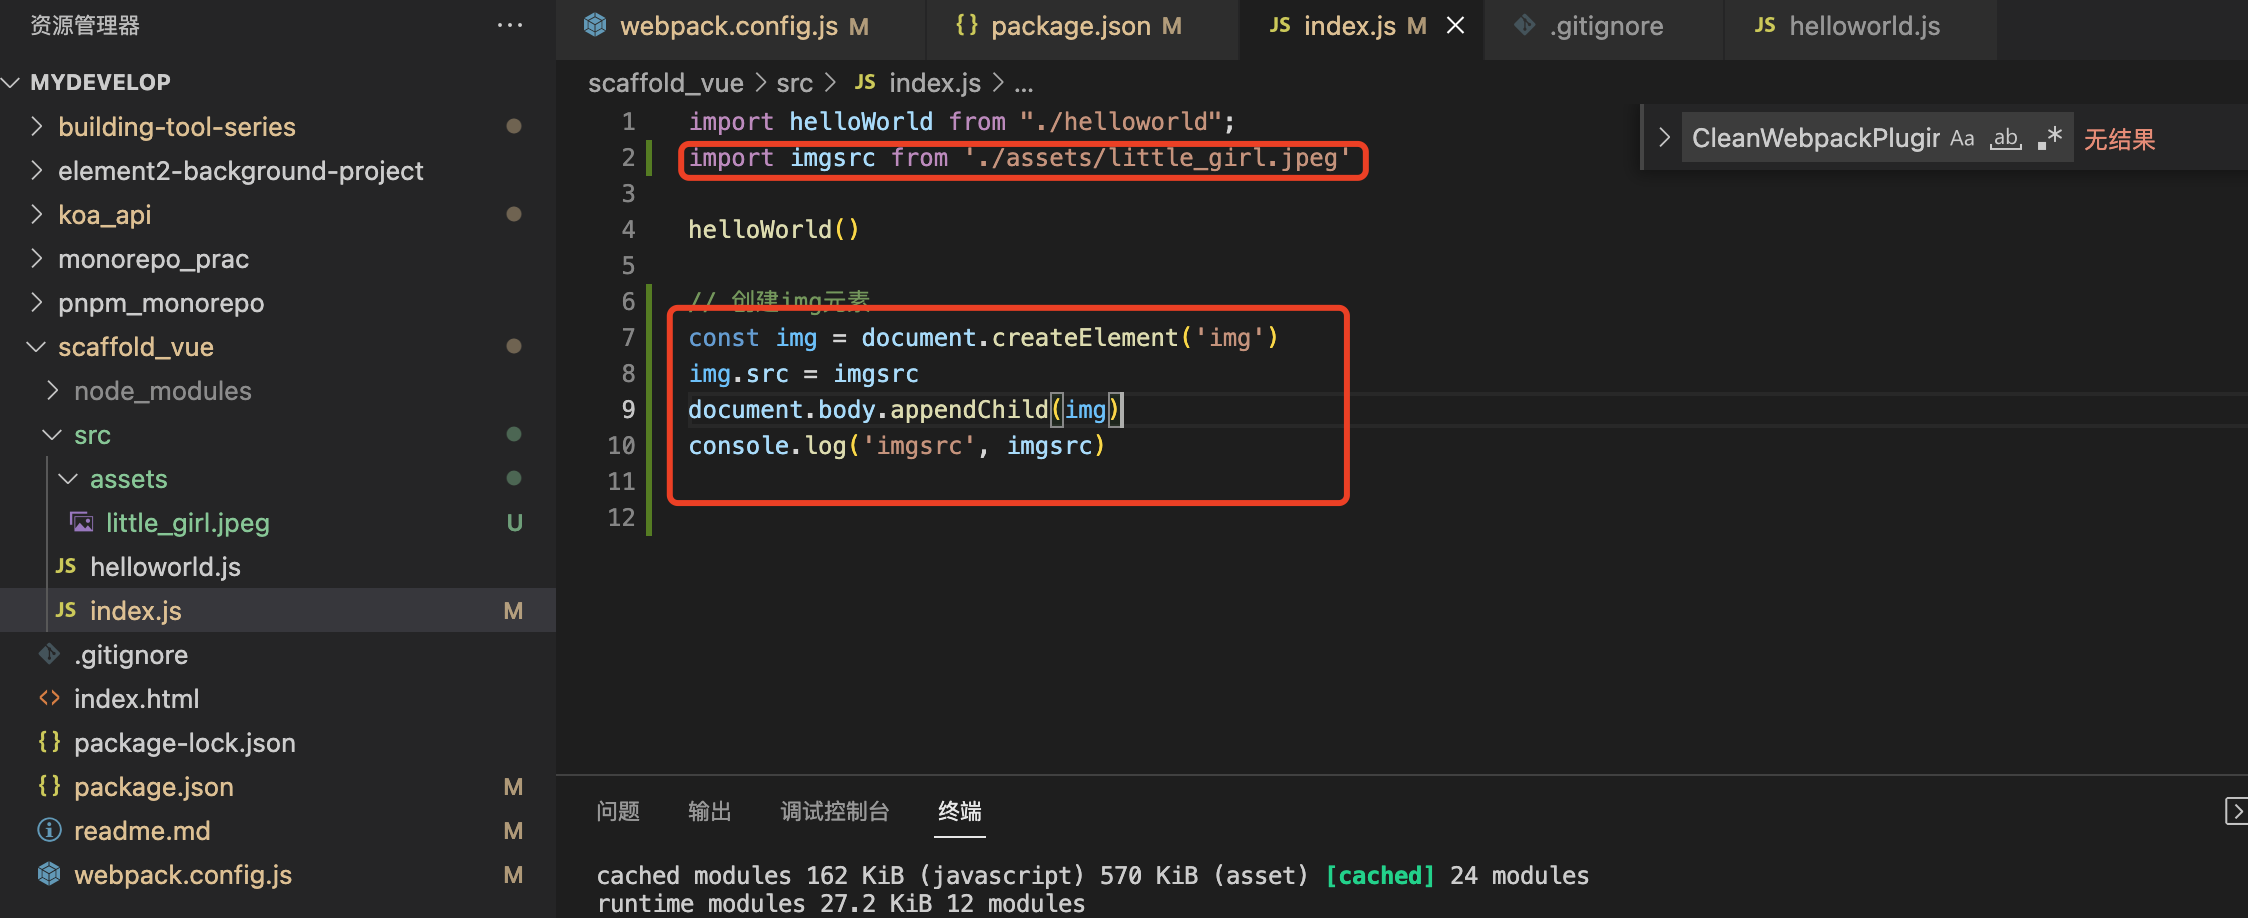 资源管理器 ···
MYDEVELOP
building-tool-series
element2-background-project
koa_api
monorepo_prac
pnpm_monorepo
scaffold_vue
node_modules
src
assets
little_girl.jpeg U
JS helloworld.js
JS index.js M
.gitignore
<> index.html
{} package-lock.json
{} package.json M
readme.md M
webpack.config.js M
webpack.config.js M {} package.json M JS index.js M .gitignore JS helloworld.js
scaffold_vue > src > JS index.js > ...
CleanWebpackPlugin Aa ab .* 无结果
1 import helloWorld from "./helloworld";
2 import imgsrc from './assets/little_girl.jpeg'
3
4 helloWorld()
5
6 // 创建img元素
7 const img = document.createElement('img')
8 img.src = imgsrc
9 document.body.appendChild(img)
10 console.log('imgsrc', imgsrc)
11
12
问题 输出 调试控制台 终端
cached modules 162 KiB (javascript) 570 KiB (asset) [cached] 24 modules
runtime modules 27.2 KiB 12 modules